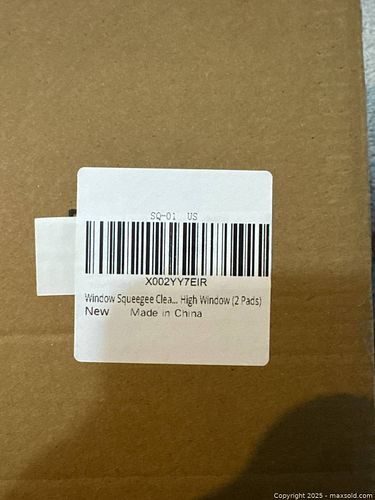 SQ-01 US
X002YY7EIR
Window Squeegee Clea... High Window (2 Pads)
New Made in China
Copyright 2025 - maxsold.com